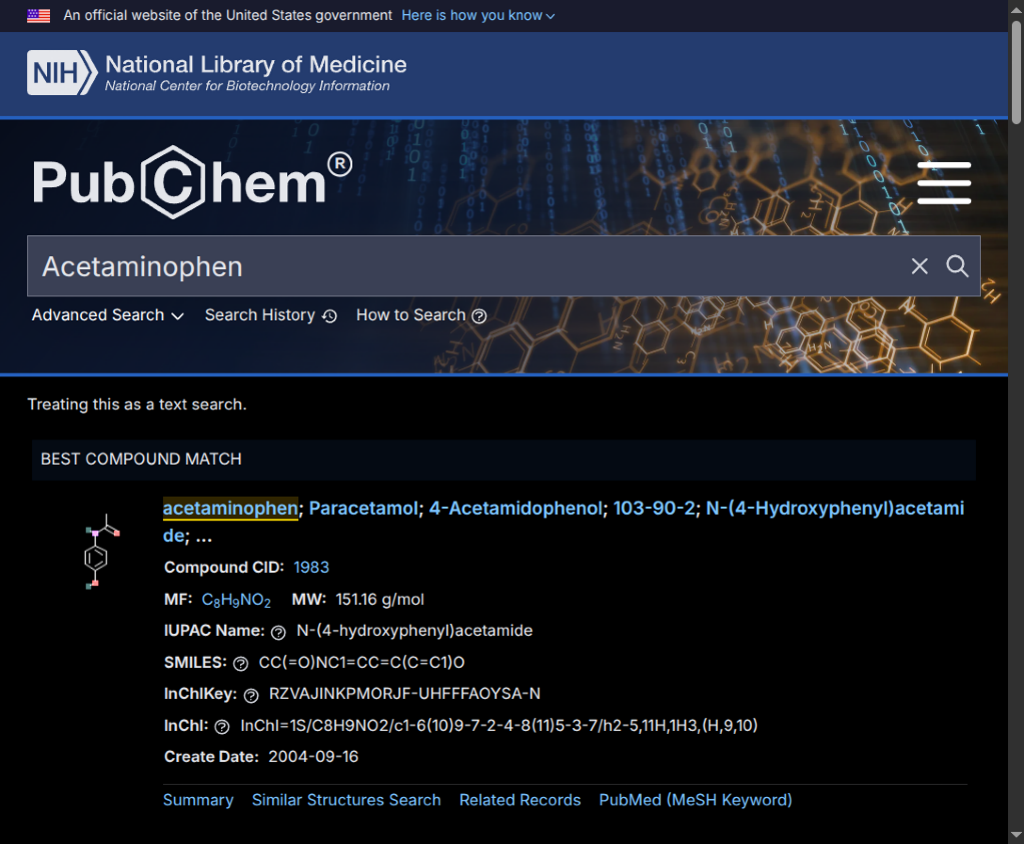 An official website of the United States government Here is how you know
NIH National Library of Medicine
National Center for Biotechnology Information
PubChem®
Acetaminophen
Advanced Search Search History How to Search
Treating this as a text search.
BEST COMPOUND MATCH
acetaminophen; Paracetamol; 4-Acetamidophenol; 103-90-2; N-(4-Hydroxyphenyl)acetami
de; ...
Compound CID: 1983
MF: C₈H₉NO₂ MW: 151.16 g/mol
IUPAC Name: N-(4-hydroxyphenyl)acetamide
SMILES: CC(=O)NC1=CC=C(C=C1)O
InChIKey: RZVAJINKPMORJF-UHFFFAOYSA-N
InChI: InChI=1S/C8H9NO2/c1-6(10)9-7-2-4-8(11)5-3-7/h2-5,11H,1H3,(H,9,10)
Create Date: 2004-09-16
Summary Similar Structures Search Related Records PubMed (MeSH Keyword)